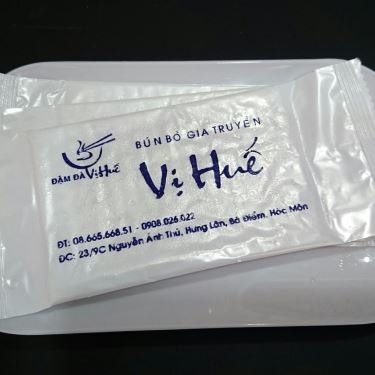 BÚN BÒ GIA TRUYỀN
ĐẬM ĐÀ Vị Huế
Vị Huế
ĐT: 08.665.668.51 - 0908.026.022
ĐC: 23/9C Nguyễn Ảnh Thủ, Hưng Lân, Bà Điểm, Hóc Môn